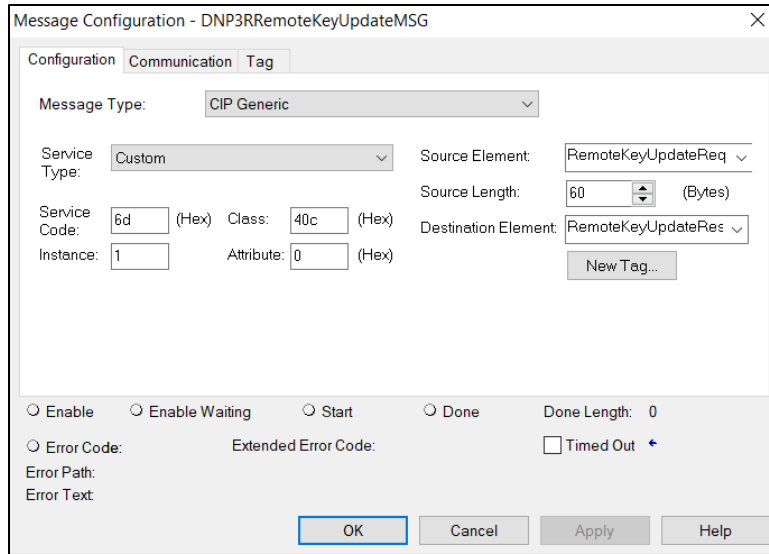 Message Configuration - DNP3RRemoteKeyUpdateMSG
Configuration Communication Tag
Message Type: CIP Generic
Service Type: Custom
Source Element: RemoteKeyUpdateReq
Source Length: 60 (Bytes)
Service Code: 6d (Hex) Class: 40c (Hex)
Destination Element: RemoteKeyUpdateRes
Instance: 1 Attribute: 0 (Hex)
New Tag...
Enable Enable Waiting Start Done Done Length: 0
Error Code: Extended Error Code: Timed Out
Error Path:
Error Text:
OK Cancel Apply Help